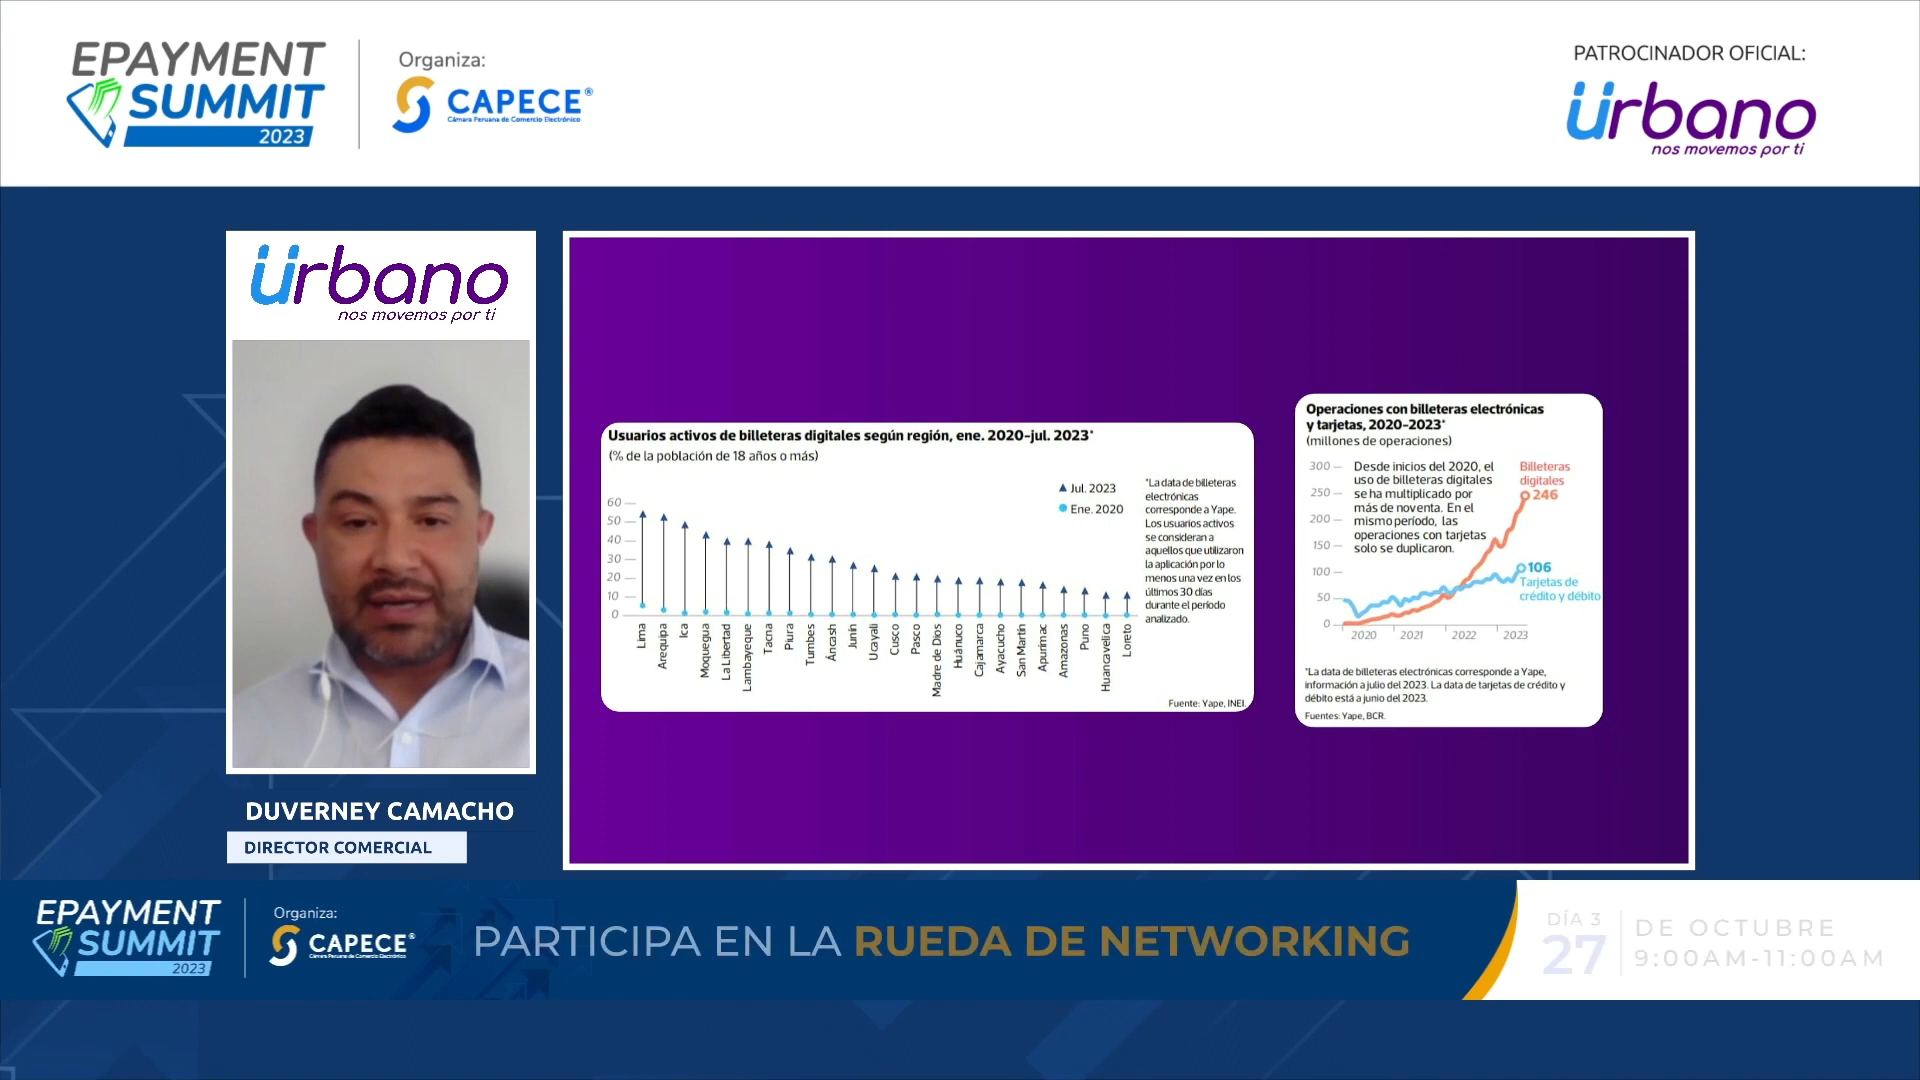 EPAYMENT
SUMMIT
2023
Organiza:
CAPECE®
Cámara Peruana de Comercio Electrónico
PATROCINADOR OFICIAL:
ürbano
nos movemos por ti
ürbano
nos movemos por ti
DUVERNEY CAMACHO
DIRECTOR COMERCIAL
Usuarios activos de billeteras digitales según región, ene. 2020-jul. 2023*
(% de la población de 18 años o más)
Jul. 2023
Ene. 2020
60
50
40
30
20
10
0
Lima
Arequipa
Ica
Moquegua
La Libertad
Lambayeque
Tacna
Piura
Tumbes
Áncash
Junín
Ucayali
Cusco
Pasco
Madre de Dios
Huánuco
Cajamarca
Ayacucho
San Martín
Apurímac
Amazonas
Puno
Huancavelica
Loreto
*La data de billeteras
electrónicas
corresponde a Yape.
Los usuarios activos
se consideran a
aquellos que utilizaron
la aplicación por lo
menos una vez en los
últimos 30 días
durante el período
analizado.
Fuente: Yape, INEI.
Operaciones con billeteras electrónicas
y tarjetas, 2020-2023*
(millones de operaciones)
300
250
200
150
100
50
0
Desde inicios del 2020, el
uso de billeteras digitales
se ha multiplicado por
más de noventa. En el
mismo período, las
operaciones con tarjetas
solo se duplicaron.
Billeteras
digitales
246
106
Tarjetas de
crédito y débito
2020 2021 2022 2023
*La data de billeteras electrónicas corresponde a Yape,
información a julio del 2023. La data de tarjetas de crédito y
débito está a junio del 2023.
Fuentes: Yape, BCR.
EPAYMENT
SUMMIT
2023
Organiza:
CAPECE®
Cámara Peruana de Comercio Electrónico
PARTICIPA EN LA RUEDA DE NETWORKING
DÍA 3
27
DE OCTUBRE
9:00AM-11:00AM